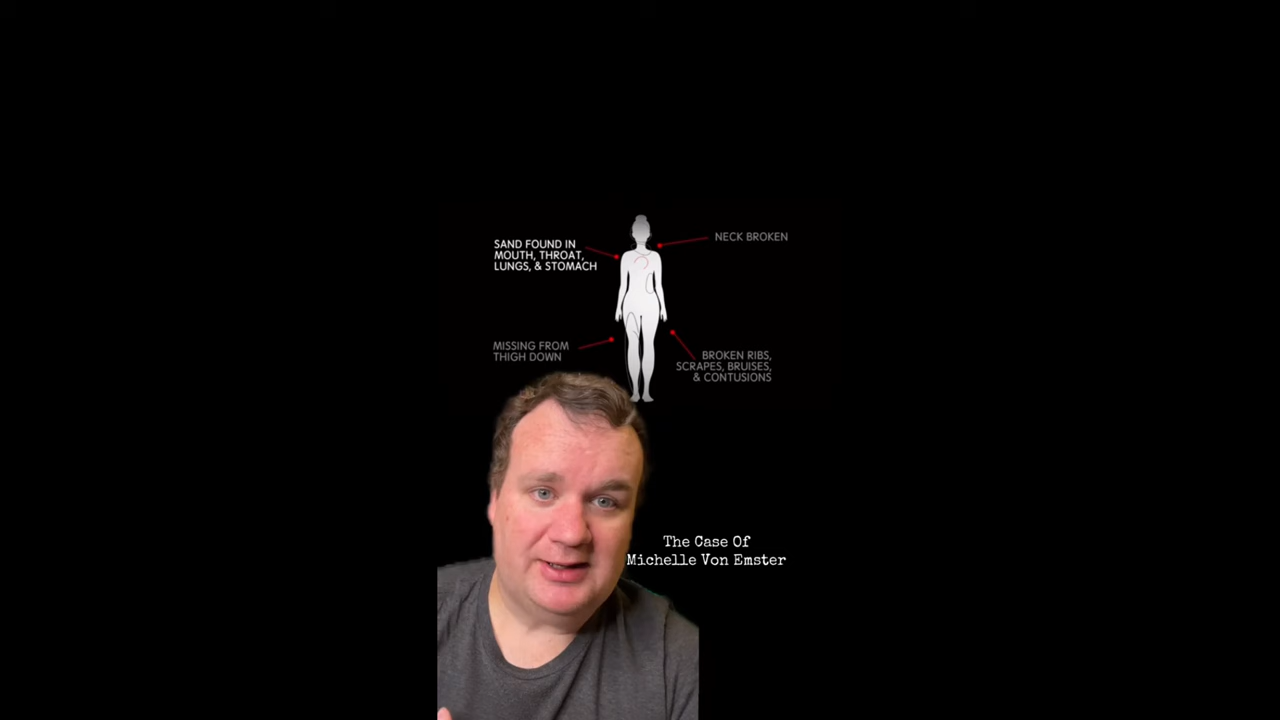 SAND FOUND IN
MOUTH, THROAT,
LUNGS, & STOMACH
NECK BROKEN
MISSING FROM
THIGH DOWN
BROKEN RIBS,
SCRAPES, BRUISES,
& CONTUSIONS
The Case Of
Michelle Von Emster